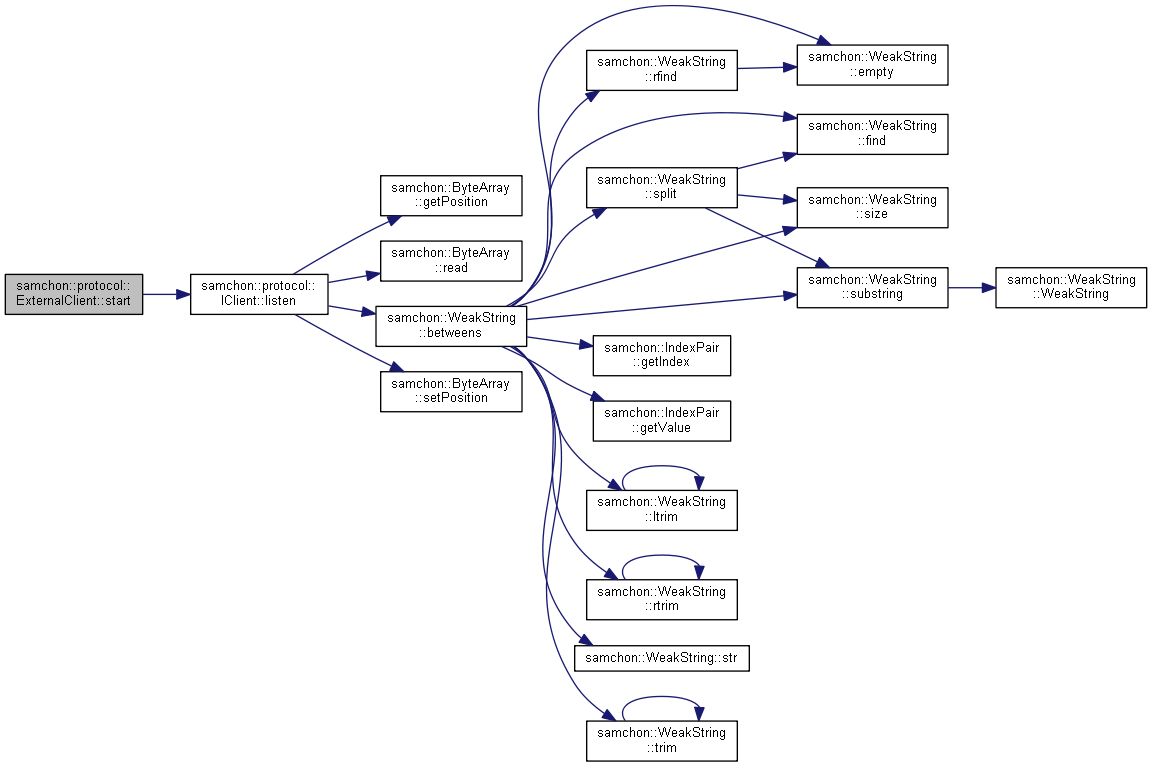 samchon::protocol::
ExternalClient::start
samchon::protocol::
IClient::listen
samchon::ByteArray
::getPosition
samchon::ByteArray
::read
samchon::WeakString
::betweens
samchon::ByteArray
::setPosition
samchon::WeakString
::rfind
samchon::WeakString
::split
samchon::IndexPair
::getIndex
samchon::IndexPair
::getValue
samchon::WeakString
::ltrim
samchon::WeakString
::rtrim
samchon::WeakString::str
samchon::WeakString
::trim
samchon::WeakString
::empty
samchon::WeakString
::find
samchon::WeakString
::size
samchon::WeakString
::substring
samchon::WeakString
::WeakString